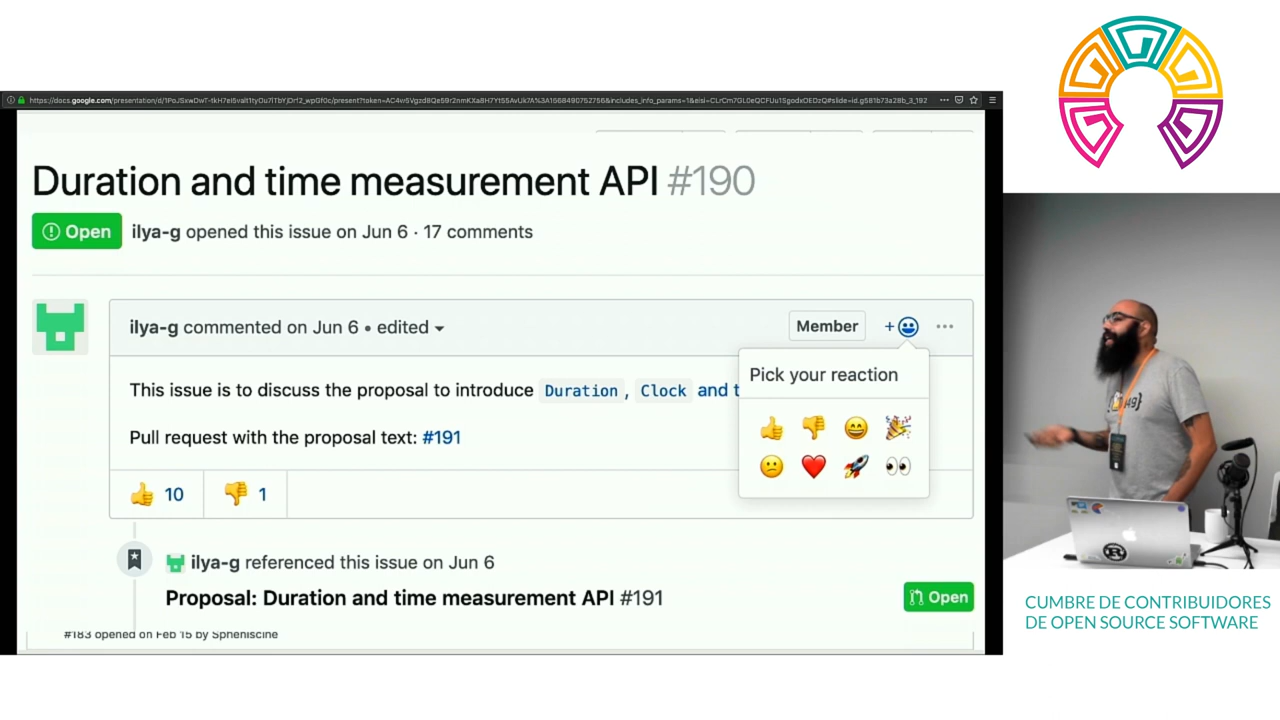 Duration and time measurement API #190
Open ilya-g opened this issue on Jun 6 · 17 comments
ilya-g commented on Jun 6 • edited
Member
This issue is to discuss the proposal to introduce Duration, Clock and t
Pick your reaction
Pull request with the proposal text: #191
10
1
ilya-g referenced this issue on Jun 6
Proposal: Duration and time measurement API #191
Open
#183 opened on Feb 15 by Spheniscine
CUMBRE DE CONTRIBUIDORES
DE OPEN SOURCE SOFTWARE